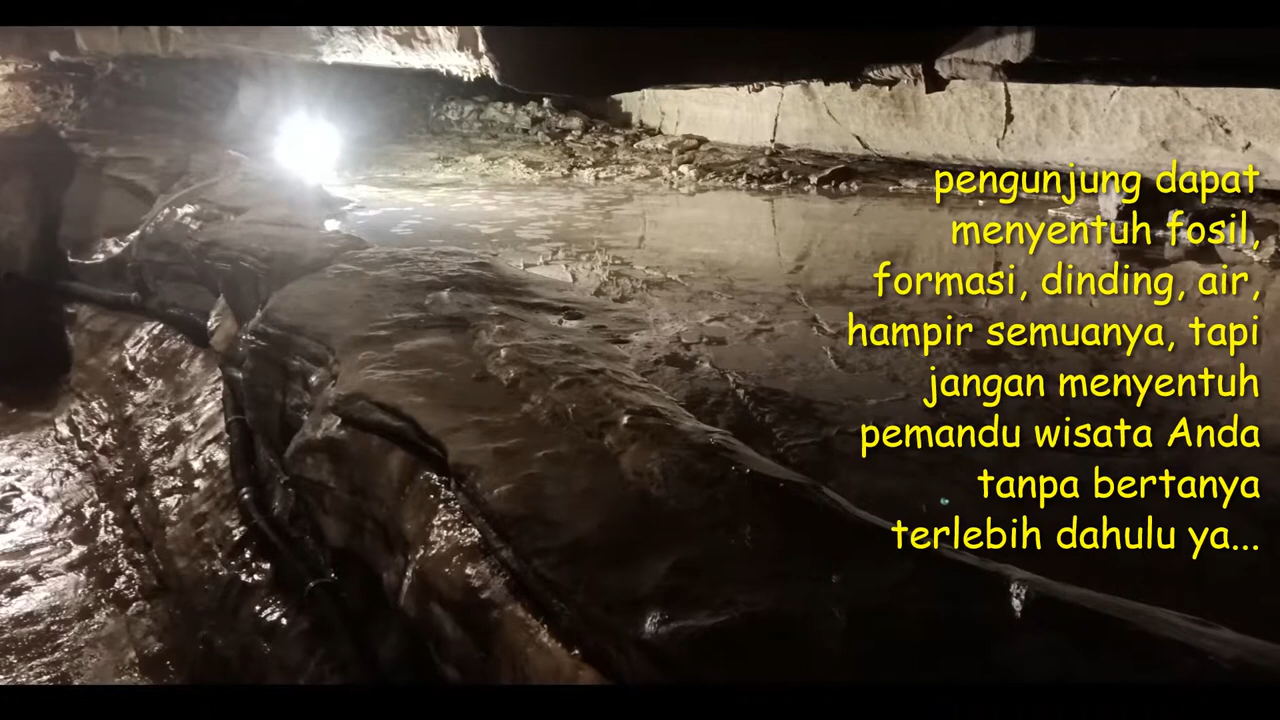 pengunjung dapat
menyentuh fosil,
formasi, dinding, air,
hampir semuanya, tapi
jangan menyentuh
pemandu wisata Anda
tanpa bertanya
terlebih dahulu ya...